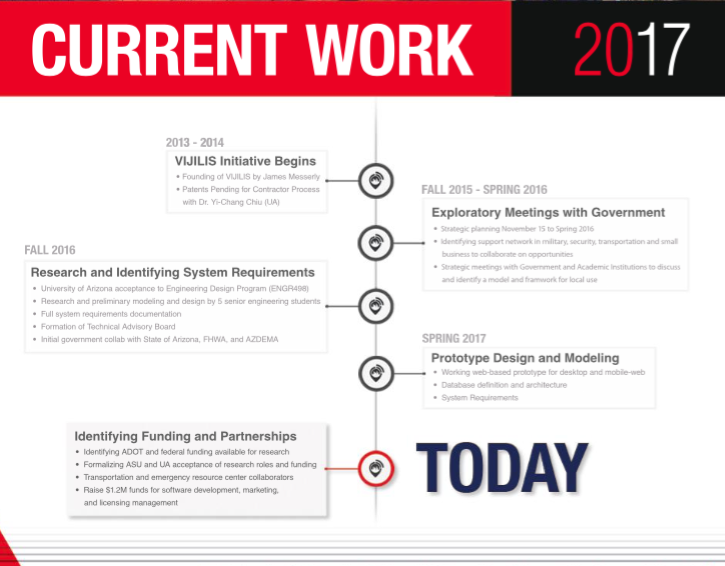 CURRENT WORK 2017
2013 - 2014
VIJILIS Initiative Begins
• Founding of VIJILIS by James Messerly
• Patents Pending for Contractor Process
with Dr. Yi-Chang Chiu (UA)
FALL 2015 - SPRING 2016
Exploratory Meetings with Government
• Strategic planning November 15 to Spring 2016
• Identifying support network in military, security, transportation and small
business to collaborate on opportunities
• Strategic meetings with Government and Academic Institutions to discuss
and identify a model and framwork for local use
FALL 2016
Research and Identifying System Requirements
• University of Arizona acceptance to Engineering Design Program (ENGR498)
• Research and preliminary modeling and design by 5 senior engineering students
• Full system requirements documentation
• Formation of Technical Advisory Board
• Initial government collab with State of Arizona, FHWA, and AZDEMA
SPRING 2017
Prototype Design and Modeling
• Working web-based prototype for desktop and mobile-web
• Database definition and architecture
• System Requirements
Identifying Funding and Partnerships
• Identifying ADOT and federal funding available for research
• Formalizing ASU and UA acceptance of research roles and funding
• Transportation and emergency resource center collaborators
• Raise $1.2M funds for software development, marketing,
and licensing management
TODAY